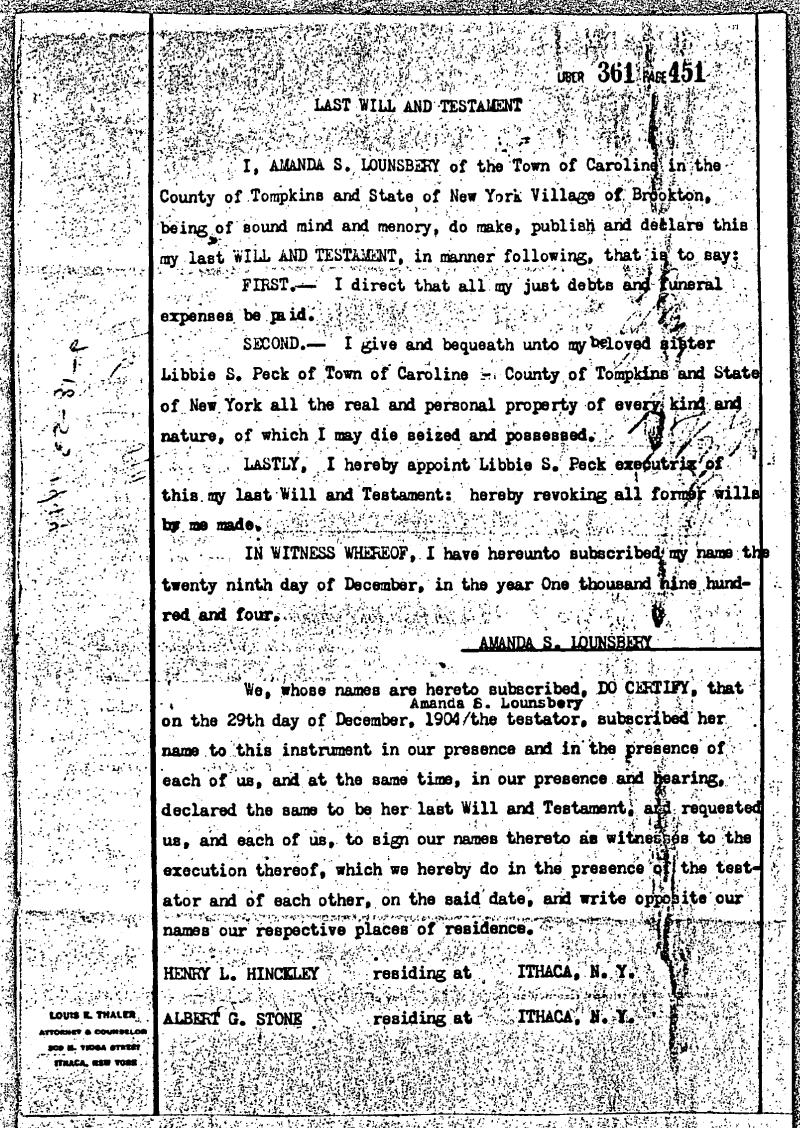 LIBER 361 PAGE 451
LAST WILL AND TESTAMENT
I, AMANDA S. LOUNSBERY of the Town of Caroline in the
County of Tompkins and State of New York Village of Brookton,
being of sound mind and menory, do make, publish and declare this
my last WILL AND TESTAMENT, in manner following, that is to say:
FIRST.— I direct that all my just debts and funeral
expenses be paid.
SECOND.— I give and bequeath unto my beloved sister
Libbie S. Peck of Town of Caroline - County of Tompkins and State
of New York all the real and personal property of every kind and
nature, of which I may die seized and possessed.
LASTLY, I hereby appoint Libbie S. Peck executrix of
this my last Will and Testament: hereby revoking all former wills
by me made.
IN WITNESS WHEREOF, I have hereunto subscribed my name the
twenty ninth day of December, in the year One thousand nine hund-
red and four.
AMANDA S. LOUNSBERY
We, whose names are hereto subscribed, DO CERTIFY, that
Amanda S. Lounsbery
on the 29th day of December, 1904/the testator, subscribed her
name to this instrument in our presence and in the presence of
each of us, and at the same time, in our presence and hearing,
declared the same to be her last Will and Testament, and requested
us, and each of us, to sign our names thereto as witnesses to the
execution thereof, which we hereby do in the presence of the test-
ator and of each other, on the said date, and write opposite our
names our respective places of residence.
HENRY L. HINCKLEY residing at ITHACA, N. Y.
ALBERT G. STONE residing at ITHACA, N. Y.
LOUIS K. THALER
ATTORNEY & COUNSELOR
309 N. TIOGA STREET
ITHACA, NEW YORK